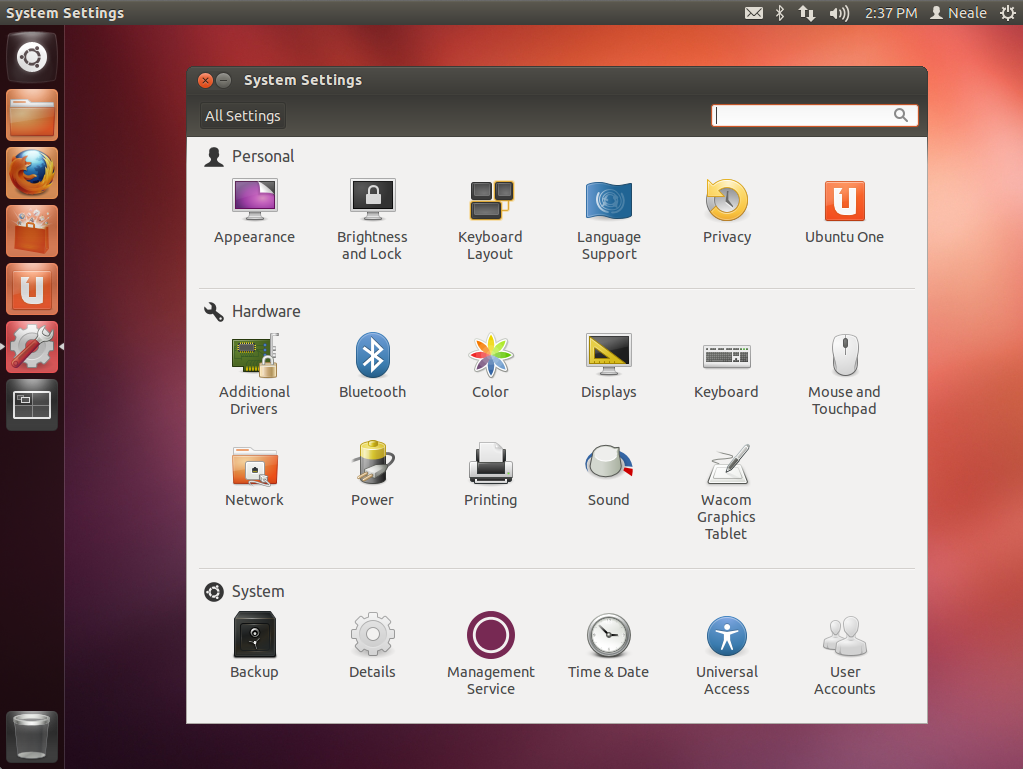 System Settings
2:37 PM Neale
System Settings
All Settings
Personal
Appearance
Brightness
and Lock
Keyboard
Layout
Language
Support
Privacy
Ubuntu One
Hardware
Additional
Drivers
Bluetooth
Color
Displays
Keyboard
Mouse and
Touchpad
Network
Power
Printing
Sound
Wacom
Graphics
Tablet
System
Backup
Details
Management
Service
Time & Date
Universal
Access
User
Accounts